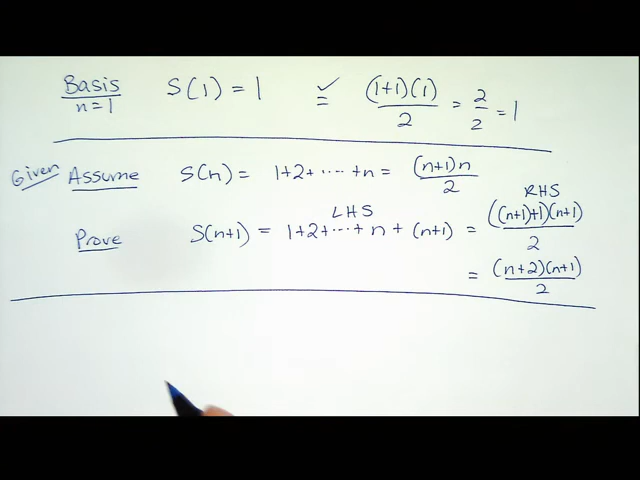 Basis S(1) = 1 ✓= (1+1)(1)/2 = 2/2 = 1
n=1
Given Assume S(n) = 1+2+ ····· +n = (n+1)n/2
LHS RHS
Prove S(n+1) = 1+2+···+ n + (n+1) = ((n+1)+1)(n+1)/2
= (n+2)(n+1)/2